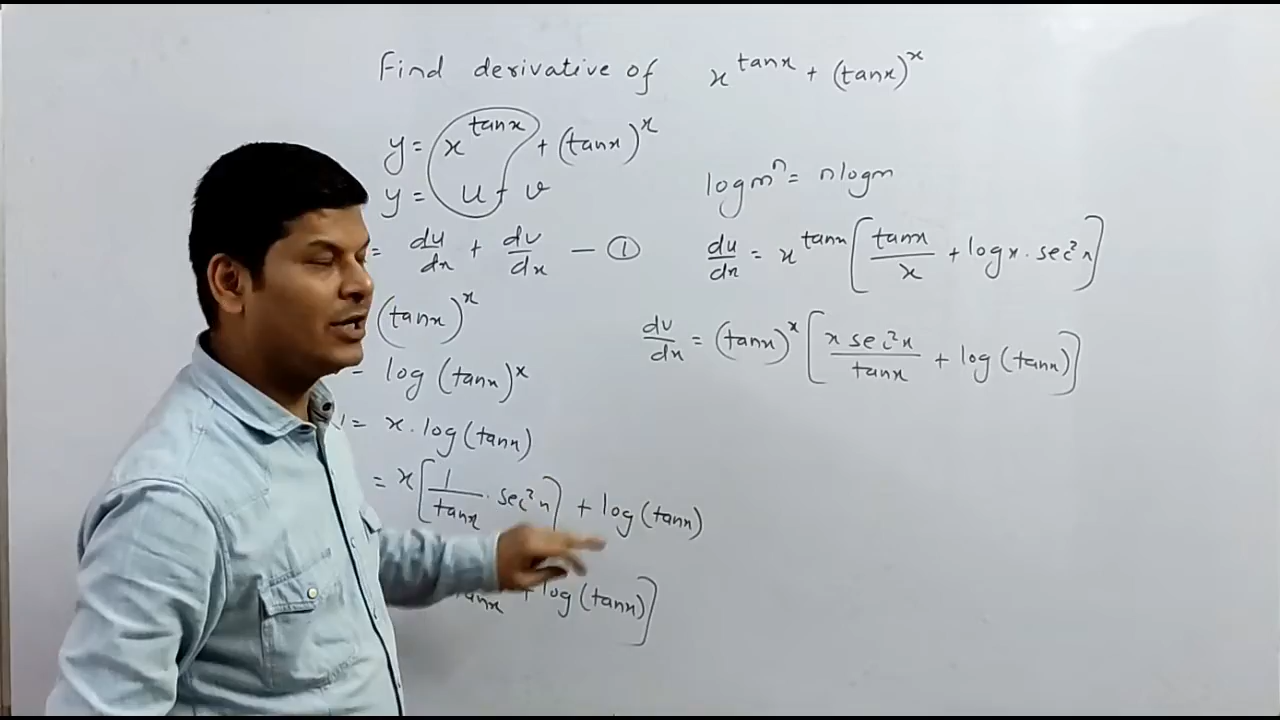 Find derivative of x^tanx + (tanx)^x
y = x^tanx + (tanx)^x
y = u + v
= du/dx + dv/dx — ①
(tanx)^x
= log (tanx)^x
= x . log (tanx)
= x [ 1/tanx . sec²x ] + log (tanx)
tanx + log (tanx) ]
log m^n = n log m
du/dx = x^tanx [ tanx/x + log x . sec²x ]
dv/dx = (tanx)^x [ x sec²x/tanx + log (tanx) ]